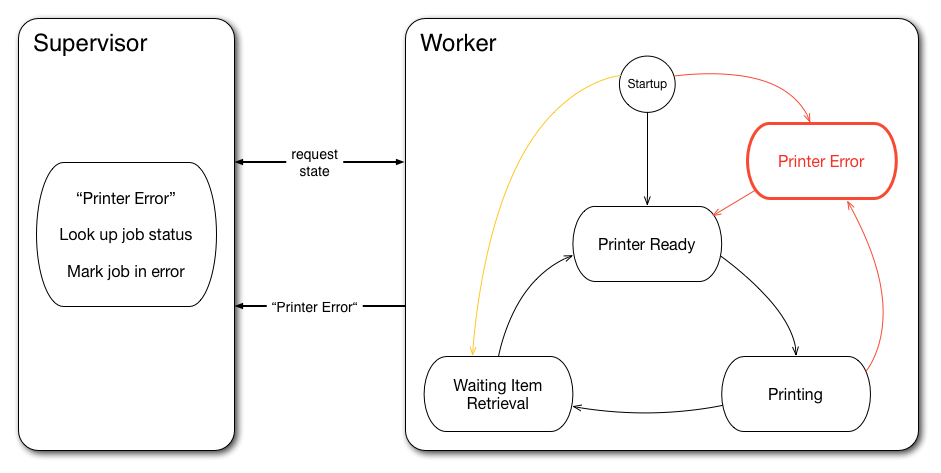 Supervisor
“Printer Error”
Look up job status
Mark job in error
request
state
“Printer Error“
Worker
Startup
Printer Error
Printer Ready
Waiting Item
Retrieval
Printing